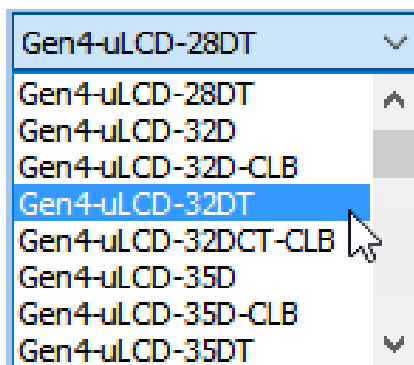 Gen4-uLCD-28DT
Gen4-uLCD-28DT
Gen4-uLCD-32D
Gen4-uLCD-32D-CLB
Gen4-uLCD-32DT
Gen4-uLCD-32DCT-CLB
Gen4-uLCD-35D
Gen4-uLCD-35D-CLB
Gen4-uLCD-35DT